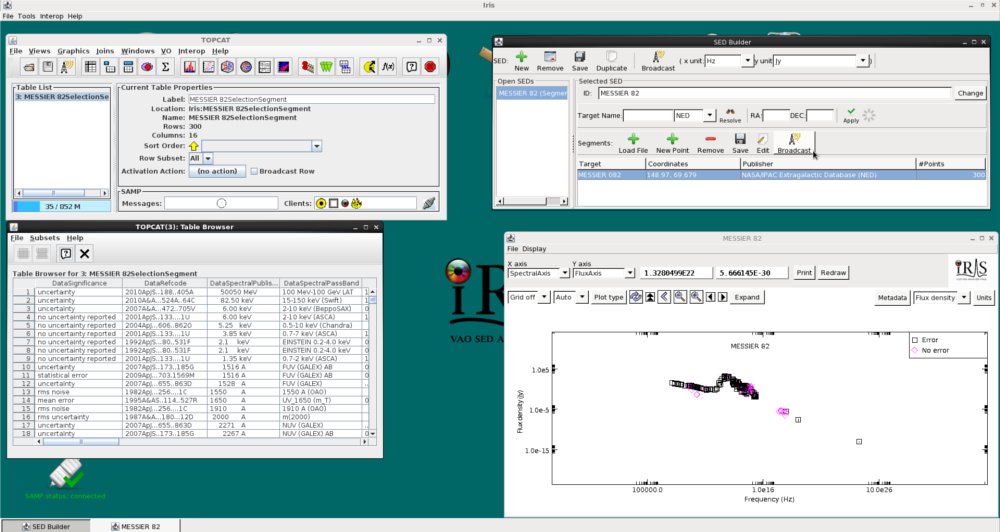 Iris
File Tools Interop Help
TOPCAT
File Views Graphics Joins Windows VO Interop Help
Table List
3: MESSIER 82SelectionSe
35 / 852 M
Current Table Properties
Label: MESSIER 82SelectionSegment
Location: Iris:MESSIER 82SelectionSegment
Name: MESSIER 82SelectionSegment
Rows: 300
Columns: 16
Sort Order:
Row Subset: All
Activation Action: (no action) Broadcast Row
SAMP
Messages: Clients:
SED Builder
SED: New Remove Save Duplicate Broadcast ( x unit: Hz y unit: Jy )
Open SEDs
MESSIER 82 (Segmer
Selected SED
ID: MESSIER 82 Change
Target Name: NED Resolve RA: DEC: Apply
Segments: Load File New Point Remove Save Edit Broadcast
Target Coordinates Publisher #Points
MESSIER 082 148.97, 69.679 NASA/IPAC Extragalactic Database (NED) 300
TOPCAT(3): Table Browser
File Subsets Help
Table Browser for 3: MESSIER 82SelectionSegment
DataSignificance DataRefcode DataSpectralPublis... DataSpectralPassBand
1 uncertainty 2010ApJS..188..405A 50050 MeV 100 MeV-100 GeV LAT 1
2 uncertainty 2010A&A...524A..64C 82.50 keV 15-150 keV (Swift) 1
3 uncertainty 2007A&A...472..705V 6.00 keV 2-10 keV (BeppoSAX)
4 no uncertainty reported 2001ApJS..133....1U 6.00 keV 2-10 keV (ASCA) 1
5 no uncertainty reported 2004ApJ...606..862O 5.25 keV 0.5-10 keV (Chandra)
6 no uncertainty reported 2001ApJS..133....1U 3.85 keV 0.7-7 keV (ASCA) 1
7 no uncertainty reported 1992ApJS...80..531F 2.1 keV EINSTEIN 0.2-4.0 keV 0
8 no uncertainty reported 1992ApJS...80..531F 2.1 keV EINSTEIN 0.2-4.0 keV 0
9 no uncertainty reported 2001ApJS..133....1U 1.35 keV 0.7-2 keV (ASCA) 1
10 uncertainty 2007ApJS..173..185G 1516 A FUV (GALEX) AB 0
11 statistical error 2009ApJ...703.1569M 1516 A FUV (GALEX) AB 0
12 uncertainty 2007ApJ...655..863D 1528 A FUV (GALEX)
13 rms noise 1982ApJ...256....1C 1550 A 1550 A (OAO)
14 mean error 1995A&AS..114..527R 1650 A UV_1650 (m_T) 0
15 rms noise 1982ApJ...256....1C 1910 A 1910 A (OAO)
16 rms uncertainty 1987A&A...180...12D 2000 A m(2000)
17 uncertainty 2007ApJ...655..863D 2271 A NUV (GALEX)
18 uncertainty 2007ApJS..173..185G 2267 A NUV (GALEX) AB 0
MESSIER 82
File Display
X axis Y axis
SpectralAxis FluxAxis 1.3280499E22 5.666145E-30 Print Redraw
Grid off Auto Plot type Expand Metadata Flux density Units
IRIS
MESSIER 82
Error
No error
1.0e5
1.0e-5
1.0e-15
Flux density (Jy)
100000.0 1.0e16 10.0e26
Frequency (Hz)
VAO SED A
SAMP status: connected
SED Builder MESSIER 82